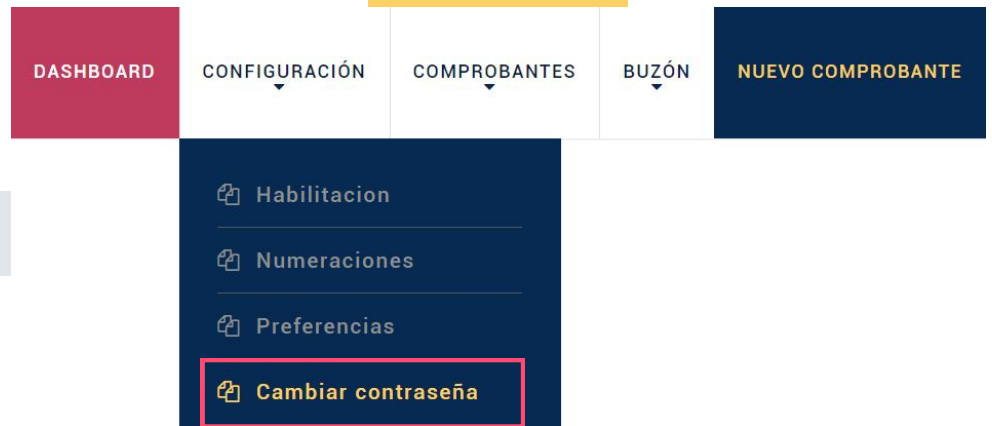 DASHBOARD
CONFIGURACIÓN
COMPROBANTES
BUZÓN
NUEVO COMPROBANTE
Habilitacion
Numeraciones
Preferencias
Cambiar contraseña